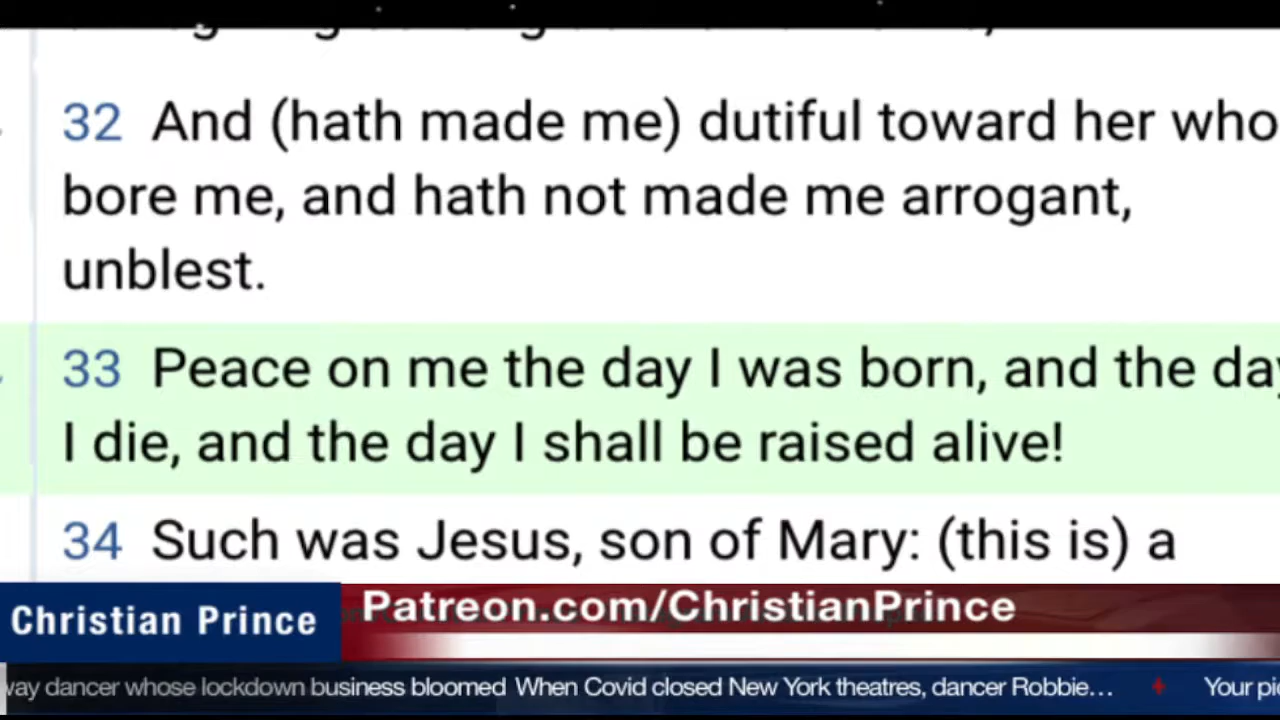 32 And (hath made me) dutiful toward her who
bore me, and hath not made me arrogant,
unblest.
33 Peace on me the day I was born, and the day
I die, and the day I shall be raised alive!
34 Such was Jesus, son of Mary: (this is) a
Christian Prince
Patreon.com/ChristianPrince
way dancer whose lockdown business bloomed When Covid closed New York theatres, dancer Robbie... Your pi